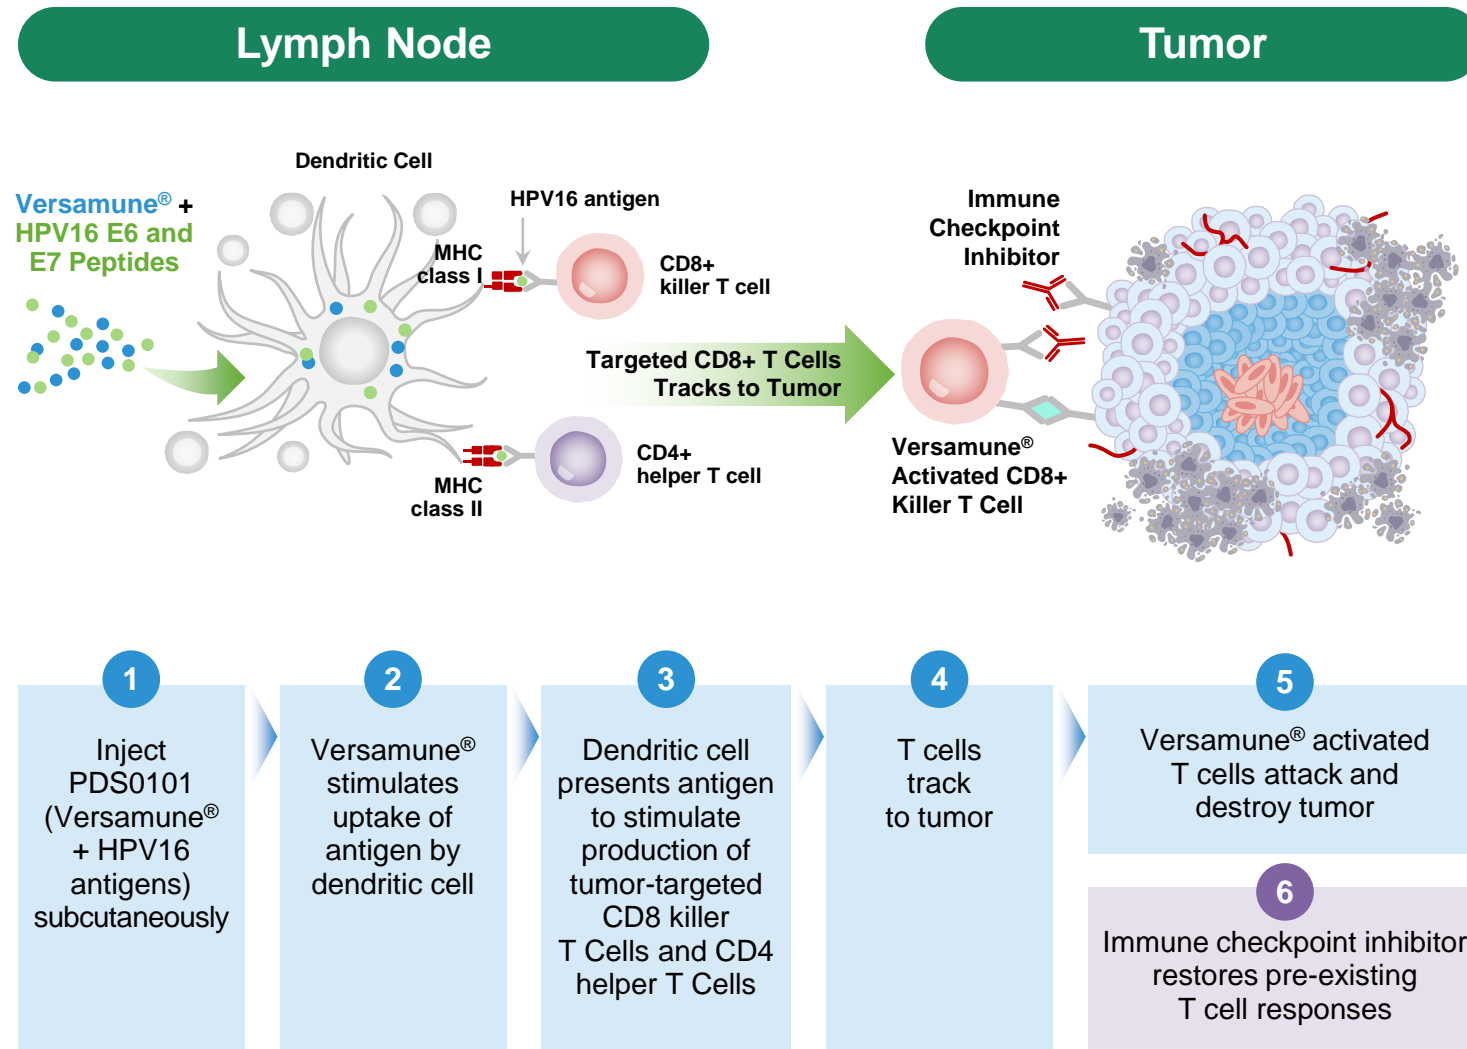 Lymph Node
Tumor
Dendritic Cell
Versamune® +
HPV16 E6 and
E7 Peptides
HPV16 antigen
MHC
class I
CD8+
killer T cell
MHC
class II
CD4+
helper T cell
Targeted CD8+ T Cells
Tracks to Tumor
Immune
Checkpoint
Inhibitor
Versamune®
Activated CD8+
Killer T Cell
1
Inject
PDS0101
(Versamune®
+ HPV16
antigens)
subcutaneously
2
Versamune®
stimulates
uptake of
antigen by
dendritic cell
3
Dendritic cell
presents antigen
to stimulate
production of
tumor-targeted
CD8 killer
T Cells and CD4
helper T Cells
4
T cells
track
to tumor
5
Versamune® activated
T cells attack and
destroy tumor
6
Immune checkpoint inhibitor
restores pre-existing
T cell responses